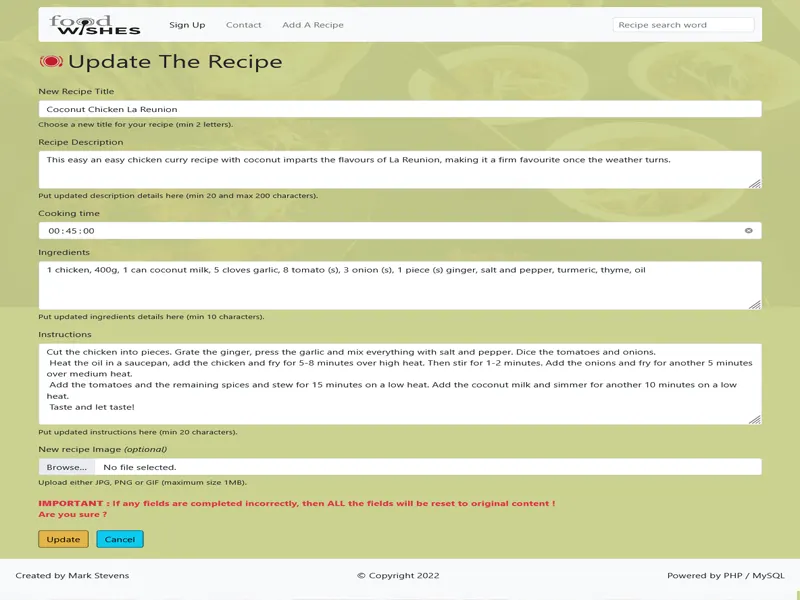 food
WISHES
Sign Up
Contact
Add A Recipe
Recipe search word
Update The Recipe
New Recipe Title
Coconut Chicken La Reunion
Choose a new title for your recipe (min 2 letters).
Recipe Description
This easy an easy chicken curry recipe with coconut imparts the flavours of La Reunion, making it a firm favourite once the weather turns.
Put updated description details here (min 20 and max 200 characters).
Cooking time
00:45:00
Ingredients
1 chicken, 400g, 1 can coconut milk, 5 cloves garlic, 8 tomato (s), 3 onion (s), 1 piece (s) ginger, salt and pepper, turmeric, thyme, oil
Put updated ingredients details here (min 10 characters).
Instructions
Cut the chicken into pieces. Grate the ginger, press the garlic and mix everything with salt and pepper. Dice the tomatoes and onions.
Heat the oil in a saucepan, add the chicken and fry for 5-8 minutes over high heat. Then stir for 1-2 minutes. Add the onions and fry for another 5 minutes
over medium heat.
Add the tomatoes and the remaining spices and stew for 15 minutes on a low heat. Add the coconut milk and simmer for another 10 minutes on a low
heat.
Taste and let taste!
Put updated instructions here (min 20 characters).
New recipe Image (optional)
Browse... No file selected.
Upload either JPG, PNG or GIF (maximum size 1MB).
IMPORTANT : If any fields are completed incorrectly, then ALL the fields will be reset to original content !
Are you sure ?
Update
Cancel
Created by Mark Stevens
© Copyright 2022
Powered by PHP / MySQL